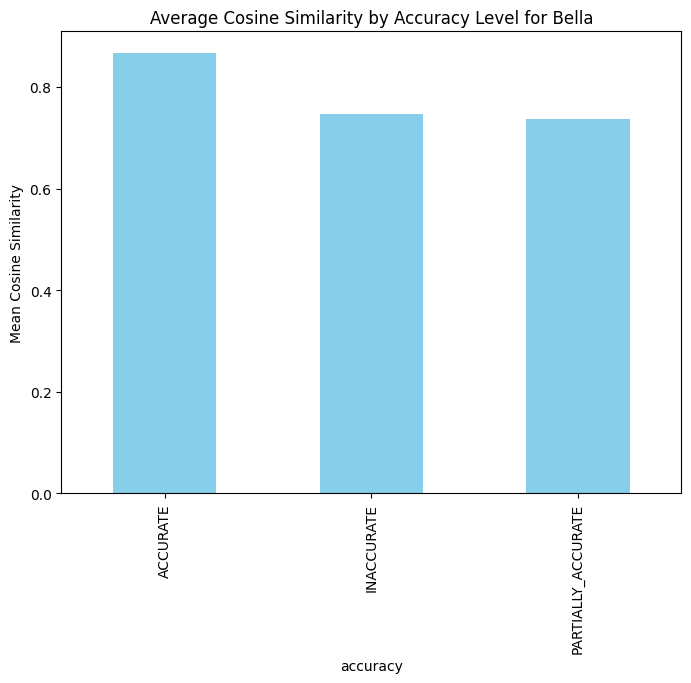 Average Cosine Similarity by Accuracy Level for Bella
Mean Cosine Similarity
0.8
0.6
0.4
0.2
0.0
ACCURATE
INACCURATE
PARTIALLY_ACCURATE
accuracy